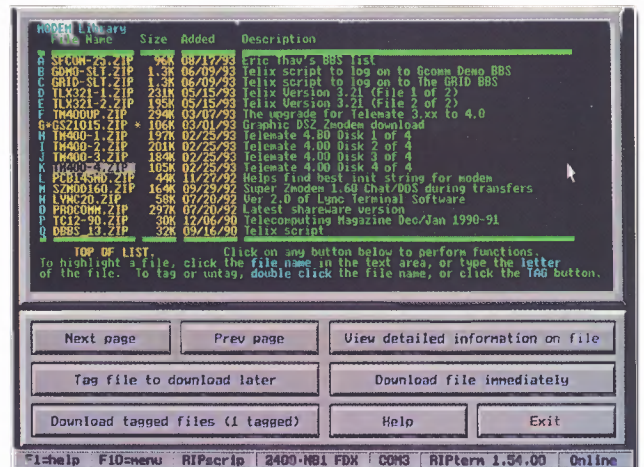 MODEM Library
File Name Size Added Description
A SFCOM-25.ZIP 96K 08/17/93 Eric Thav's BBS list
B GDMO-SLT.ZIP 1.3K 06/09/93 Telix script to log on to Gcomm Demo BBS
C GRID-SLT.ZIP 1.3K 06/09/93 Telix script to log on to The GRID BBS
D TLX321-1.ZIP 231K 05/15/93 Telix Version 3.21 (File 1 of 2)
E TLX321-2.ZIP 195K 05/15/93 Telix Version 3.21 (File 2 of 2)
F TM400UP.ZIP 294K 03/07/93 The upgrade for Telemate 3.xx to 4.0
G*GSZ1015.ZIP * 106K 03/01/93 Graphic DSZ Zmodem download
H TM400-1.ZIP 197K 02/25/93 Telemate 4.00 Disk 1 of 4
I TM400-2.ZIP 201K 02/25/93 Telemate 4.00 Disk 2 of 4
J TM400-3.ZIP 184K 02/25/93 Telemate 4.00 Disk 3 of 4
K TM400-4.ZIP 105K 02/25/93 Telemate 4.00 Disk 4 of 4
L PCB145MD.ZIP 44K 11/27/92 Helps find best init string for modem
M SZMOD160.ZIP 164K 09/29/92 Super Zmodem 1.60 Chat/DOS during transfers
N LYNC20.ZIP 58K 07/20/92 Ver 2.0 of Lync Terminal Software
O PROCOMM.ZIP 297K 07/20/92 Latest shareware version
P TC12-90.ZIP 30K 12/06/90 Telecomputing Magazine Dec/Jan 1990-91
Q DBBS_13.ZIP 32K 09/16/90 Telix script
TOP OF LIST. Click on any button below to perform functions.
To highlight a file, click the file name in the text area, or type the letter
of the file. To tag or untag, double click the file name, or click the TAG button.
Next page Prev page View detailed information on file
Tag file to download later Download file immediately
Download tagged files (1 tagged) Help Exit
F1=help F10=menu RIPscrip 2400·N81 FDX COM3 RIPterm 1.54.00 Online